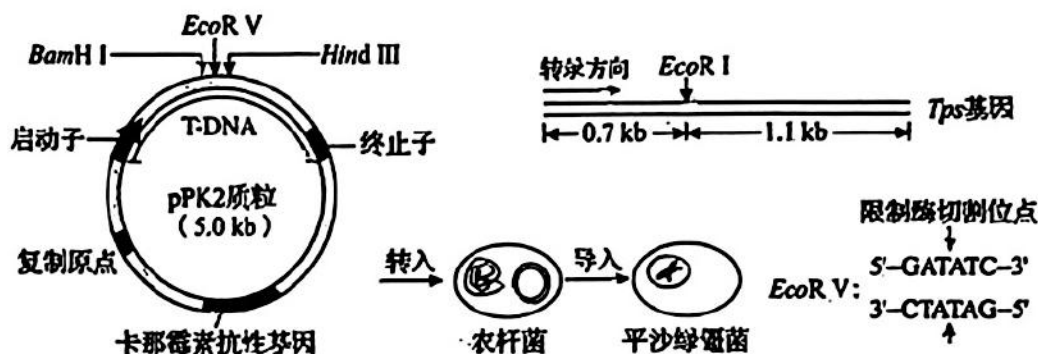 EcoR V
BamH I
Hind III
启动子
T-DNA
终止子
pPK2质粒
(5.0 kb)
复制原点
卡那霉素抗性基因
转录方向
EcoR I
Tps基因
0.7 kb
1.1 kb
转入
农杆菌
导入
平沙绿僵菌
限制酶切割位点
EcoR V:
5'-GATATC-3'
3'-CTATAG-5'